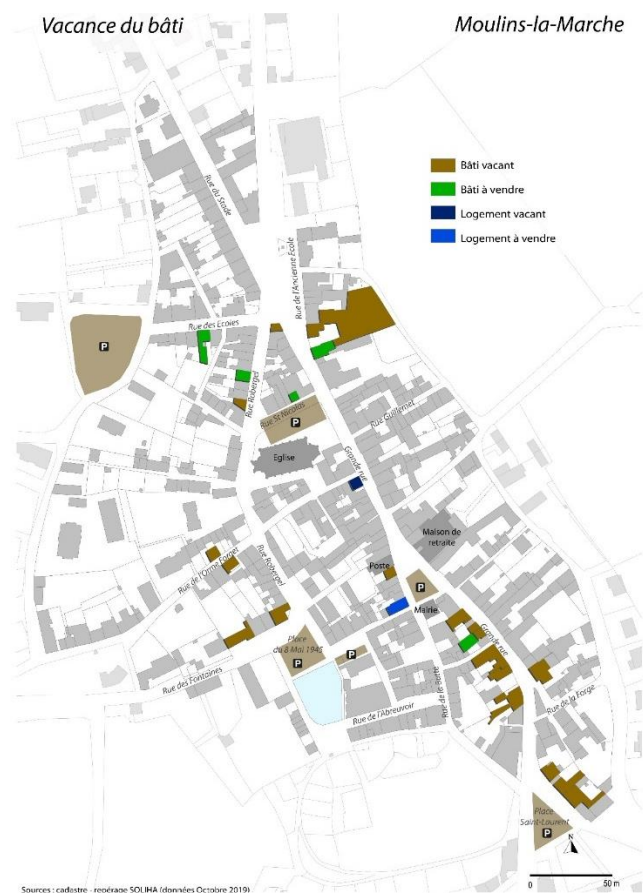 Vacance du bâti
Moulins-la-Marche
Bâti vacant
Bâti à vendre
Logement vacant
Logement à vendre
Rue du Stade
Rue de l'Ancienne Ecole
Rue des Ecoles
P
Rue Robergel
Rue St Nicolas
P
Rue Guillemet
Eglise
Grande rue
Maison de
retraite
Rue Robergel
Poste
Rue de l'Orme Forget
P
Mairie
Grande rue
Place
du 8 Mai 1945
P
P
Rue des Fontaines
Rue de la Butte
Rue de la Forge
Rue de l'Abreuvoir
Place
Saint-Laurent
P
N
0 50 m
Sources : cadastre - repérage SOLIHA (données Octobre 2019)